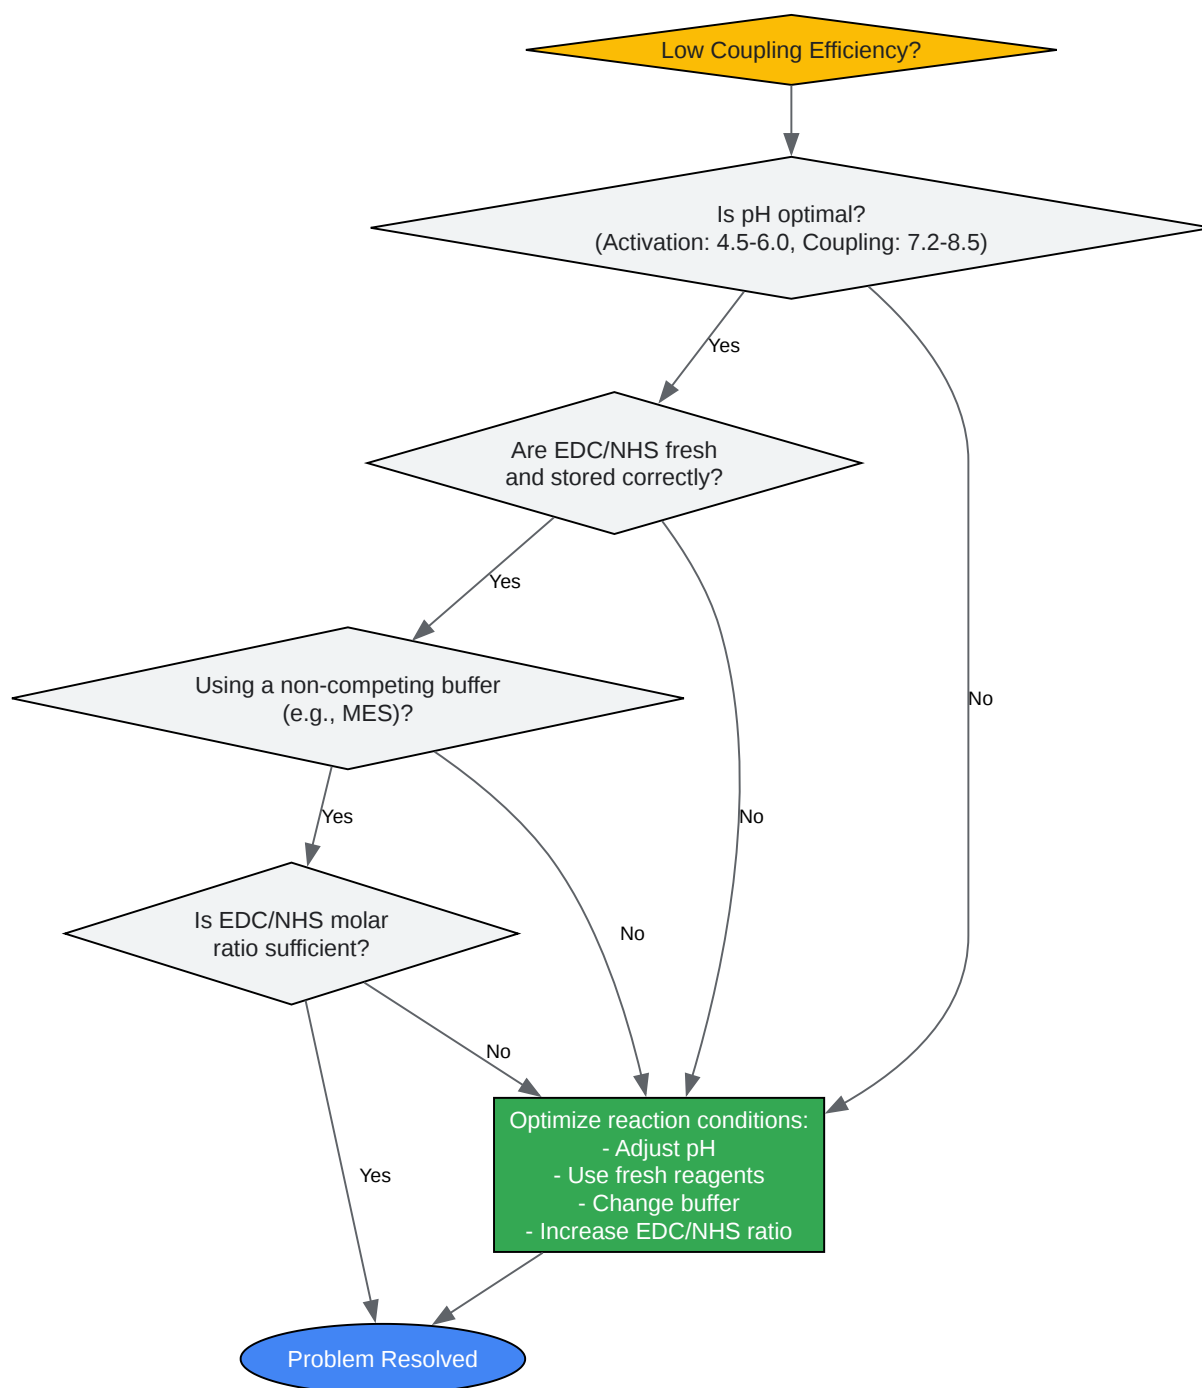 Low Coupling Efficiency?
Is pH optimal?
(Activation: 4.5-6.0, Coupling: 7.2-8.5)
Yes
Are EDC/NHS fresh
and stored correctly?
Yes
Using a non-competing buffer
(e.g., MES)?
No
Yes
No
Is EDC/NHS molar
ratio sufficient?
No
No
Optimize reaction conditions:
- Adjust pH
- Use fresh reagents
- Change buffer
- Increase EDC/NHS ratio
Yes
Problem Resolved